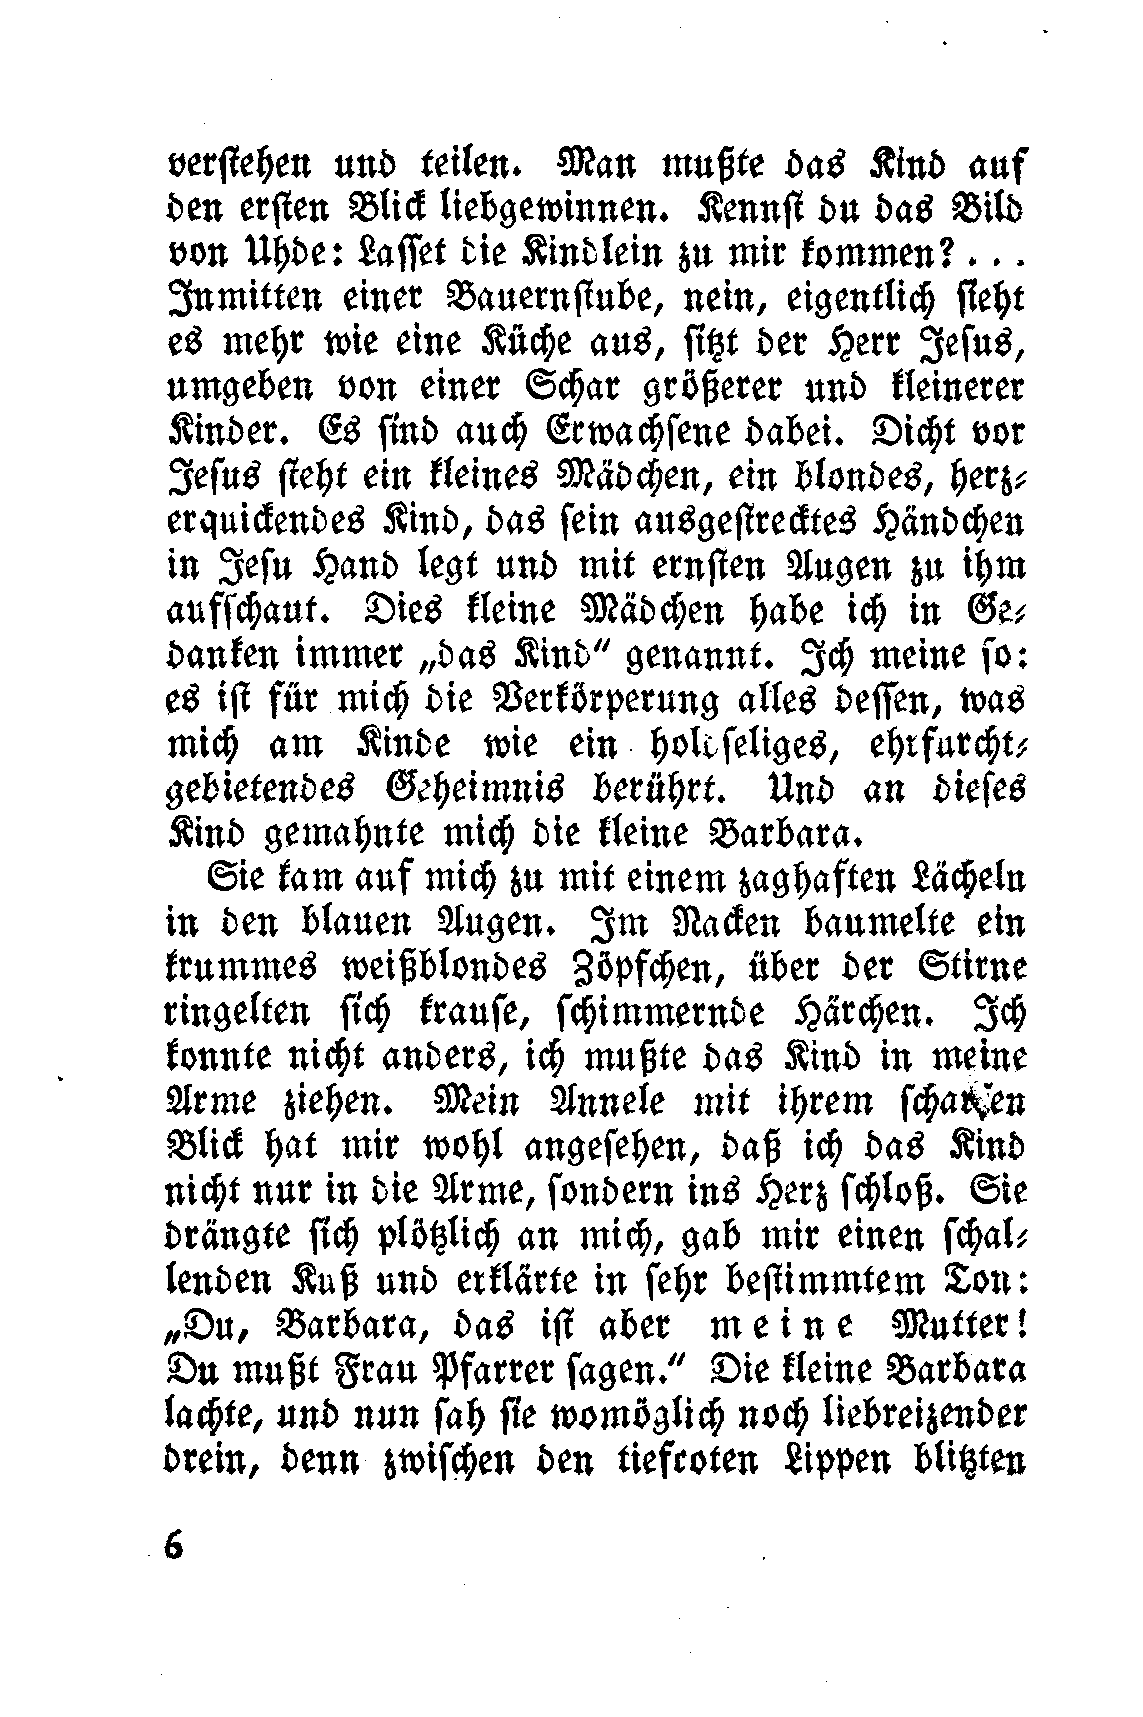 verstehen und teilen. Man mußte das Kind auf
den ersten Blick liebgewinnen. Kennst du das Bild
von Uhde: Lasset die Kindlein zu mir kommen? . . .
Inmitten einer Bauernstube, nein, eigentlich sieht
es mehr wie eine Küche aus, sitzt der Herr Jesus,
umgeben von einer Schar größerer und kleinerer
Kinder. Es sind auch Erwachsene dabei. Dicht vor
Jesus steht ein kleines Mädchen, ein blondes, herz-
erquickendes Kind, das sein ausgestrecktes Händchen
in Jesu Hand legt und mit ernsten Augen zu ihm
aufschaut. Dies kleine Mädchen habe ich in Ge-
danken immer „das Kind“ genannt. Ich meine so:
es ist für mich die Verkörperung alles dessen, was
mich am Kinde wie ein holdseliges, ehrfurcht-
gebietendes Geheimnis berührt. Und an dieses
Kind gemahnte mich die kleine Barbara.
Sie kam auf mich zu mit einem zaghaften Lächeln
in den blauen Augen. Im Nacken baumelte ein
krummes weißblondes Zöpfchen, über der Stirne
ringelten sich krause, schimmernde Härchen. Ich
konnte nicht anders, ich mußte das Kind in meine
Arme ziehen. Mein Annele mit ihrem scharfen
Blick hat mir wohl angesehen, daß ich das Kind
nicht nur in die Arme, sondern ins Herz schloß. Sie
drängte sich plötzlich an mich, gab mir einen schal-
lenden Kuß und erklärte in sehr bestimmtem Ton:
„Du, Barbara, das ist aber meine Mutter!
Du mußt Frau Pfarrer sagen.“ Die kleine Barbara
lachte, und nun sah sie womöglich noch liebreizender
drein, denn zwischen den tiefroten Lippen blitzten
6